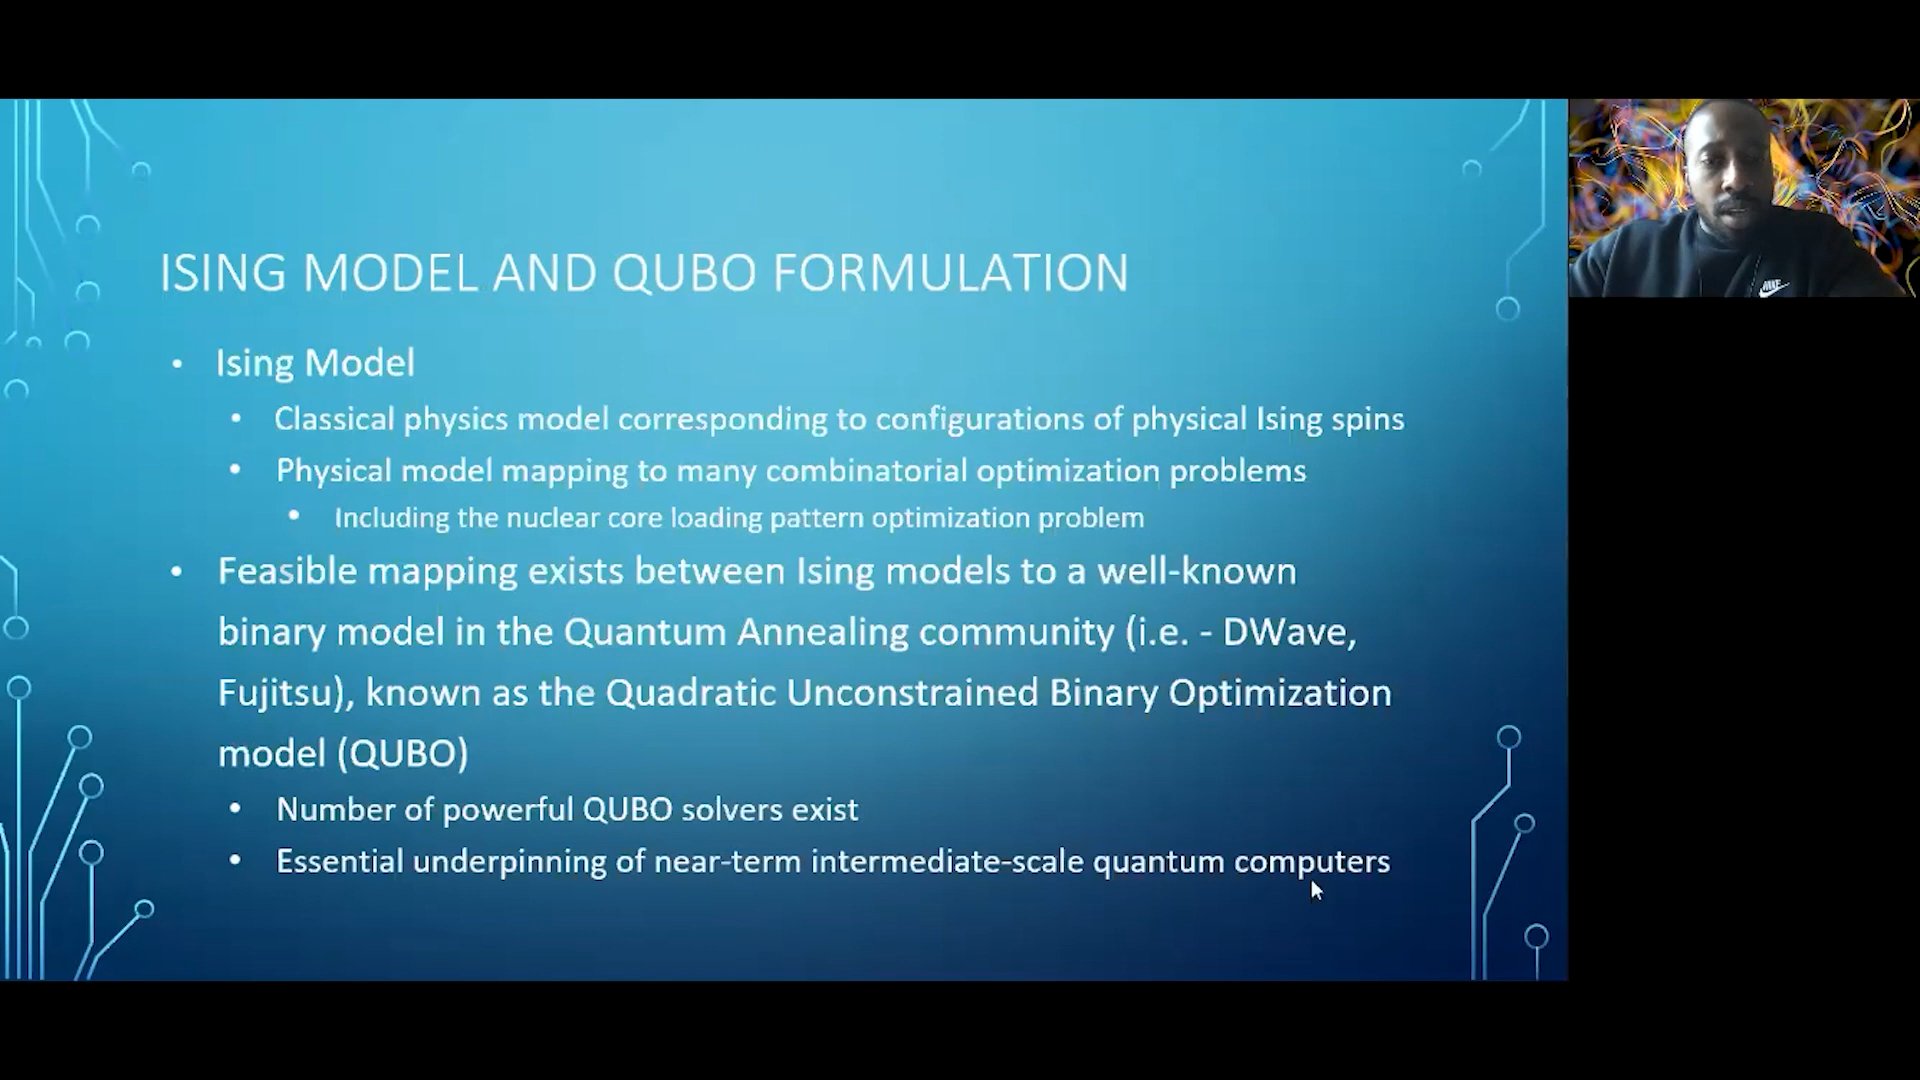 ISING MODEL AND QUBO FORMULATION
• Ising Model
• Classical physics model corresponding to configurations of physical Ising spins
• Physical model mapping to many combinatorial optimization problems
• Including the nuclear core loading pattern optimization problem
• Feasible mapping exists between Ising models to a well-known
binary model in the Quantum Annealing community (i.e. - DWave,
Fujitsu), known as the Quadratic Unconstrained Binary Optimization
model (QUBO)
• Number of powerful QUBO solvers exist
• Essential underpinning of near-term intermediate-scale quantum computers
NIKE